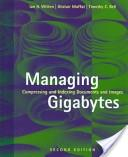 Ian H. Witten | Alistair Moffat | Timothy C. Bell
Managing
Compressing and Indexing Documents and Images
Gigabytes
SECOND EDITION